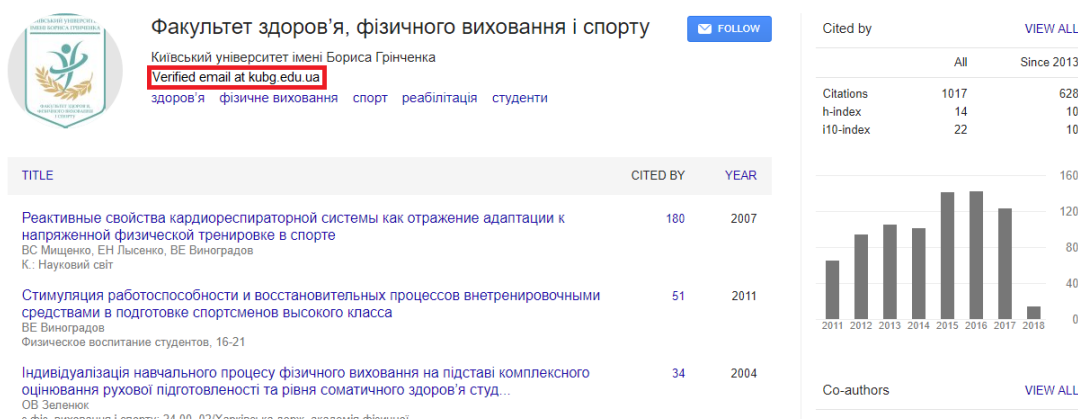 Факультет здоров'я, фізичного виховання і спорту
FOLLOW
Київський університет імені Бориса Грінченка
Verified email at kubg.edu.ua
здоров'я фізичне виховання спорт реабілітація студенти
TITLE CITED BY YEAR
Реактивные свойства кардиореспираторной системы как отражение адаптации к 180 2007
напряженной физической тренировке в спорте
ВС Мищенко, ЕН Лысенко, ВЕ Виноградов
К.: Науковий світ
Стимуляция работоспособности и восстановительных процессов внетренировочными 51 2011
средствами в подготовке спортсменов высокого класса
ВЕ Виноградов
Физическое воспитание студентов, 16-21
Індивідуалізація навчального процесу фізичного виховання на підставі комплексного 34 2004
оцінювання рухової підготовленості та рівня соматичного здоров'я студ...
ОВ Зеленюк
Cited by VIEW ALL
All Since 2013
Citations 1017 628
h-index 14 10
i10-index 22 10
160
120
80
40
0
2011 2012 2013 2014 2015 2016 2017 2018
Co-authors VIEW ALL